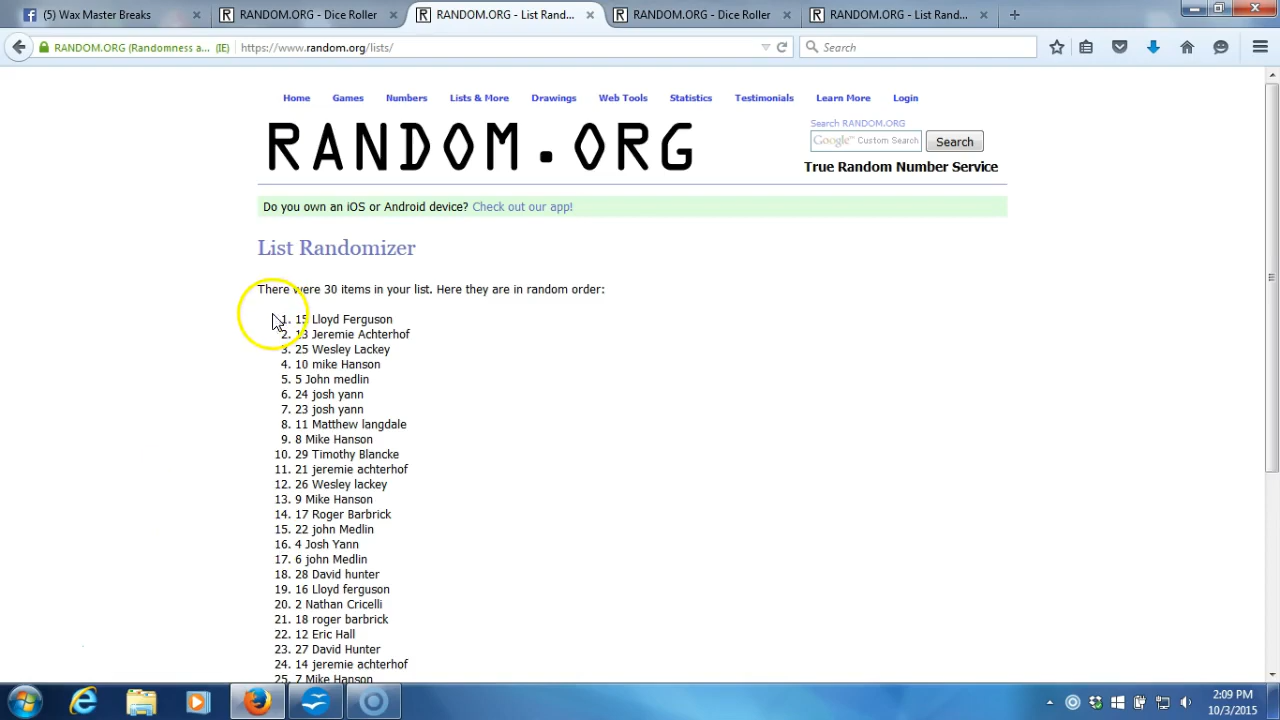 (5) Wax Master Breaks
RANDOM.ORG - Dice Roller
RANDOM.ORG - List Rand...
RANDOM.ORG - Dice Roller
RANDOM.ORG - List Ran...
RANDOM.ORG (Randomness a... (IE)
https://www.random.org/lists/
Search
Home Games Numbers Lists & More Drawings Web Tools Statistics Testimonials Learn More Login
RANDOM.ORG
Search RANDOM.ORG
Google™ Custom Search
Search
True Random Number Service
Do you own an iOS or Android device? Check out our app!
List Randomizer
There were 30 items in your list. Here they are in random order:
1. 15 Lloyd Ferguson
2. 13 Jeremie Achterhof
3. 25 Wesley Lackey
4. 10 mike Hanson
5. 5 John medlin
6. 24 josh yann
7. 23 josh yann
8. 11 Matthew langdale
9. 8 Mike Hanson
10. 29 Timothy Blancke
11. 21 jeremie achterhof
12. 26 Wesley lackey
13. 9 Mike Hanson
14. 17 Roger Barbrick
15. 22 john Medlin
16. 4 Josh Yann
17. 6 john Medlin
18. 28 David hunter
19. 16 Lloyd ferguson
20. 2 Nathan Cricelli
21. 18 roger barbrick
22. 12 Eric Hall
23. 27 David Hunter
24. 14 jeremie achterhof
25. 7 Mike Hanson
2:09 PM
10/3/2015